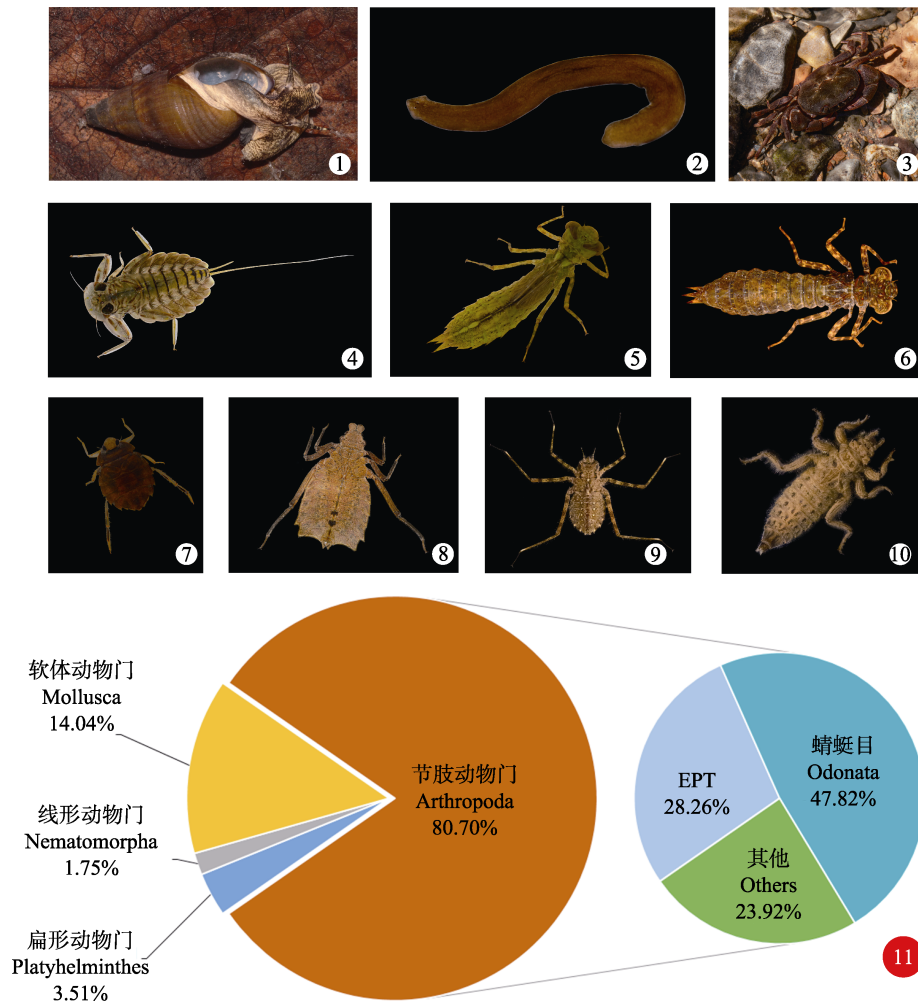 1
2
3
4
5
6
7
8
9
10
软体动物门
Mollusca
14.04%
线形动物门
Nematomorpha
1.75%
扁形动物门
Platyhelminthes
3.51%
节肢动物门
Arthropoda
80.70%
EPT
28.26%
蜻蜓目
Odonata
47.82%
其他
Others
23.92%
11